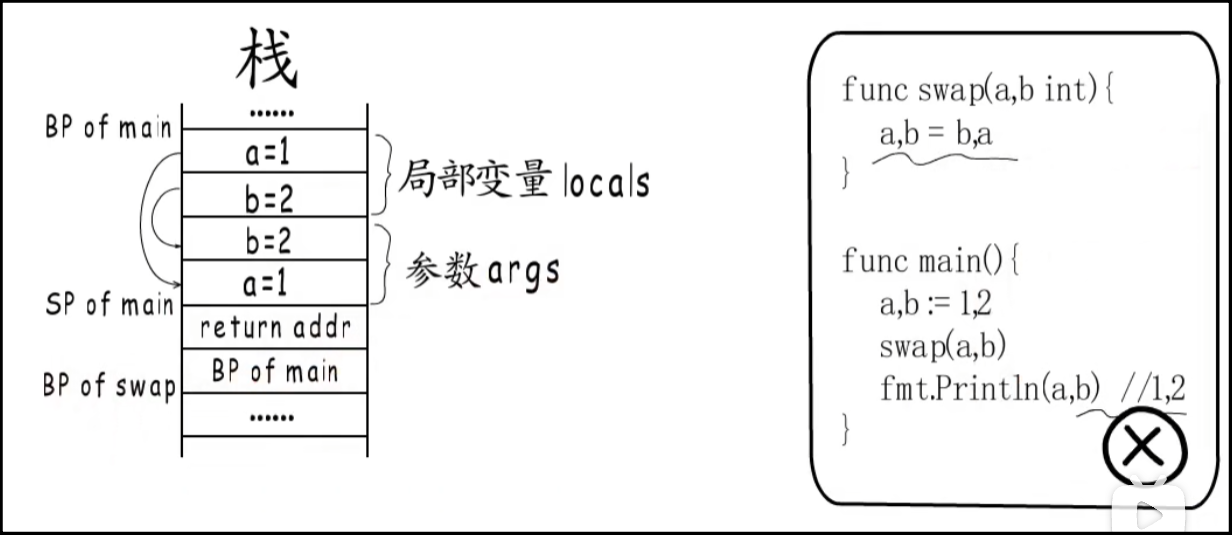 栈
......
BP of main
a=1
b=2
局部变量 locals
b=2
a=1
参数 args
SP of main
return addr
BP of main
BP of swap
......
func swap(a,b int){
a,b = b,a
}
func main(){
a,b := 1,2
swap(a,b)
fmt.Println(a,b) //1,2
}